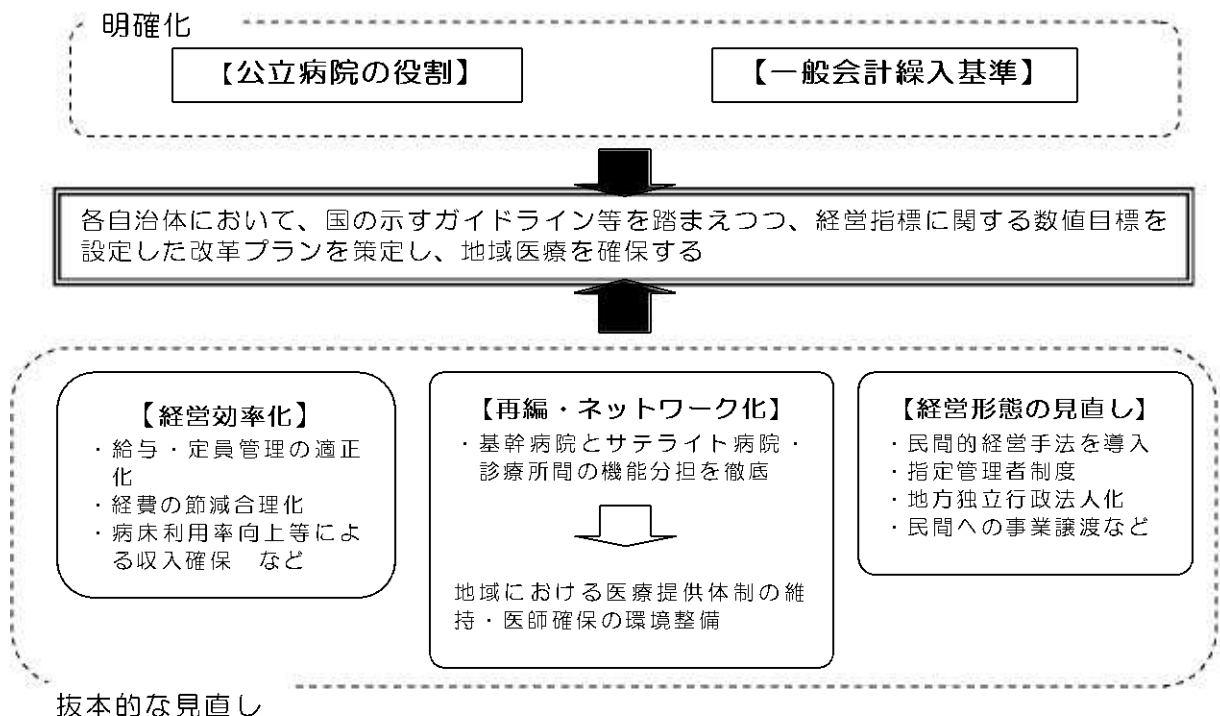 明確化
【公立病院の役割】
【一般会計繰入基準】
各自治体において、国の示すガイドライン等を踏まえつつ、経営指標に関する数値目標を
設定した改革プランを策定し、地域医療を確保する
【経営効率化】
・給与・定員管理の適正
化
・経費の節減合理化
・病床利用率向上等によ
る収入確保　など
【再編・ネットワーク化】
・基幹病院とサテライト病院・
診療所間の機能分担を徹底
地域における医療提供体制の維
持・医師確保の環境整備
【経営形態の見直し】
・民間的経営手法を導入
・指定管理者制度
・地方独立行政法人化
・民間への事業譲渡など
抜本的な見直し